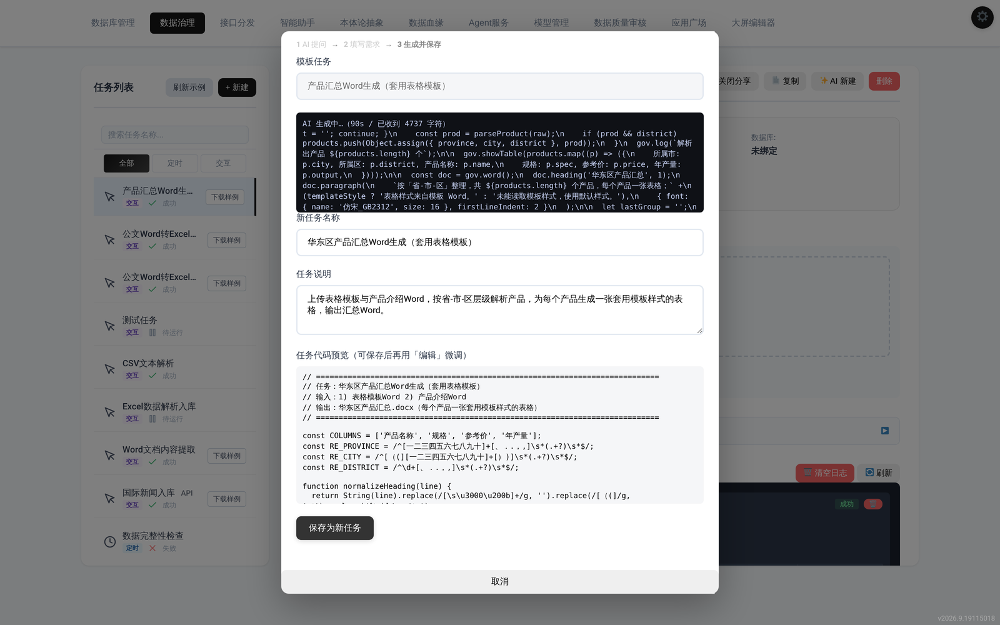 数据库管理
数据治理
接口分发
智能助手
本体论抽象
数据血缘
Agent服务
模型管理
数据质量审核
应用广场
大屏编辑器
任务列表
刷新示例
+ 新建
搜索任务名称...
全部
定时
交互
产品汇总Word生...
交互
成功
下载样例
公文Word转Excel...
交互
成功
下载样例
公文Word转Excel...
交互
成功
下载样例
测试任务
交互
待运行
CSV文本解析
交互
成功
Excel数据解析入库
交互
待运行
Word文档内容提取
交互
成功
下载样例
国际新闻入库 API
交互
成功
下载样例
数据完整性检查
定时
失败
1 AI 提问 → 2 填写需求 → 3 生成并保存
模板任务
产品汇总Word生成（套用表格模板）
AI 生成中…（90s / 已收到 4737 字符）
t = ''; continue; }\n    const prod = parseProduct(raw);\n    if (prod && district)
products.push(Object.assign({ province, city, district }, prod));\n  }\n  gov.log(`解析
出产品 ${products.length} 个`);\n\n  gov.showTable(products.map((p) => ({\n    所属市:
p.city, 所属区: p.district, 产品名称: p.name,\n    规格: p.spec, 参考价: p.price, 年产量:
p.output,\n  })));\n\n  const doc = gov.word();\n  doc.heading('华东区产品汇总', 1);\n
doc.paragraph(\n    `按「省-市-区」整理，共 ${products.length} 个产品，每个产品一张表格；` +\n
(templateStyle ? '表格样式来自模板 Word。' : '未能读取模板样式，使用默认样式。'),\n    { font:
{ name: '仿宋_GB2312', size: 16 }, firstLineIndent: 2 }\n  );\n\n  let lastGroup = '';\n
新任务名称
华东区产品汇总Word生成（套用表格模板）
任务说明
上传表格模板与产品介绍Word，按省-市-区层级解析产品，为每个产品生成一张套用模板样式的表
格，输出汇总Word。
任务代码预览（可保存后再用「编辑」微调）
// ============================================================================
// 任务：华东区产品汇总Word生成（套用表格模板）
// 输入：1) 表格模板Word 2) 产品介绍Word
// 输出：华东区产品汇总.docx（每个产品一张套用模板样式的表格）
// ============================================================================
const COLUMNS = ['产品名称', '规格', '参考价', '年产量'];
const RE_PROVINCE = /^[一二三四五六七八九十]+[、．.，,]\s*(.+?)\s*$/;
const RE_CITY = /^[（(][一二三四五六七八九十]+[）)]\s*(.+?)\s*$/;
const RE_DISTRICT = /^\d+[、．.，,]\s*(.+?)\s*$/;
function normalizeHeading(line) {
return String(line).replace(/[\s\u3000\u200b]+/g, '').replace(/[（(]/g,
保存为新任务
取消
关闭分享
复制
AI 新建
删除
数据库:
未绑定
清空日志
刷新
成功
v2026.9.19115018